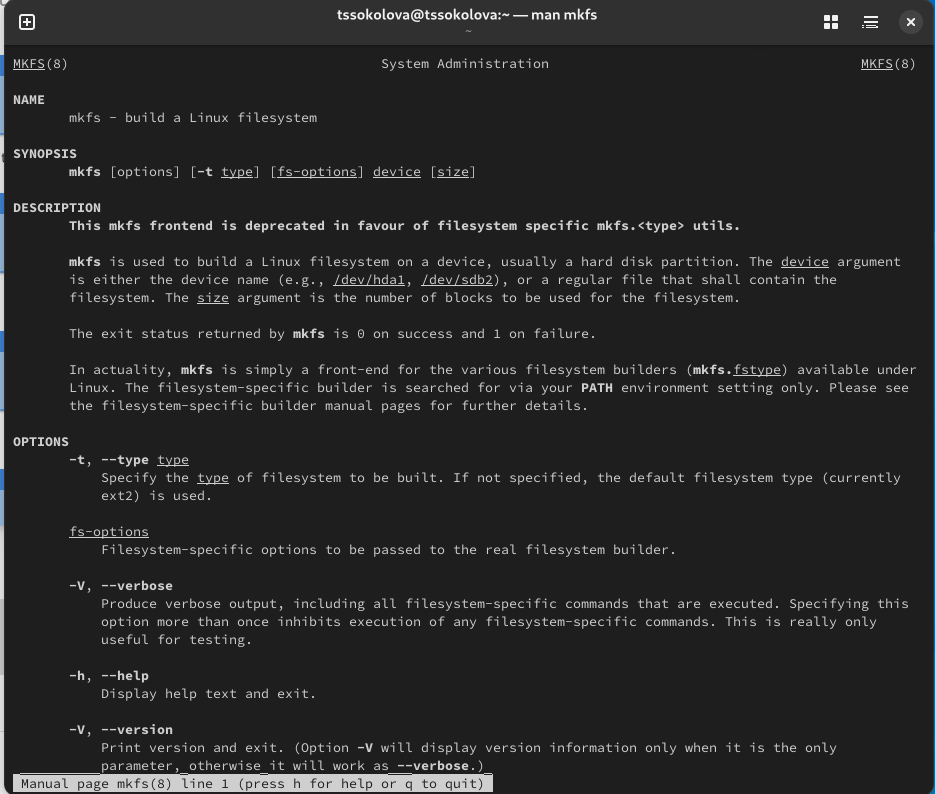 tssokolova@tssokolova:~ — man mkfs
~
MKFS(8) System Administration MKFS(8)
NAME
mkfs - build a Linux filesystem
SYNOPSIS
mkfs [options] [-t type] [fs-options] device [size]
DESCRIPTION
This mkfs frontend is deprecated in favour of filesystem specific mkfs.<type> utils.
mkfs is used to build a Linux filesystem on a device, usually a hard disk partition. The device argument
is either the device name (e.g., /dev/hda1, /dev/sdb2), or a regular file that shall contain the
filesystem. The size argument is the number of blocks to be used for the filesystem.
The exit status returned by mkfs is 0 on success and 1 on failure.
In actuality, mkfs is simply a front-end for the various filesystem builders (mkfs.fstype) available under
Linux. The filesystem-specific builder is searched for via your PATH environment setting only. Please see
the filesystem-specific builder manual pages for further details.
OPTIONS
-t, --type type
Specify the type of filesystem to be built. If not specified, the default filesystem type (currently
ext2) is used.
fs-options
Filesystem-specific options to be passed to the real filesystem builder.
-V, --verbose
Produce verbose output, including all filesystem-specific commands that are executed. Specifying this
option more than once inhibits execution of any filesystem-specific commands. This is really only
useful for testing.
-h, --help
Display help text and exit.
-V, --version
Print version and exit. (Option -V will display version information only when it is the only
parameter, otherwise it will work as --verbose.)
Manual page mkfs(8) line 1 (press h for help or q to quit)